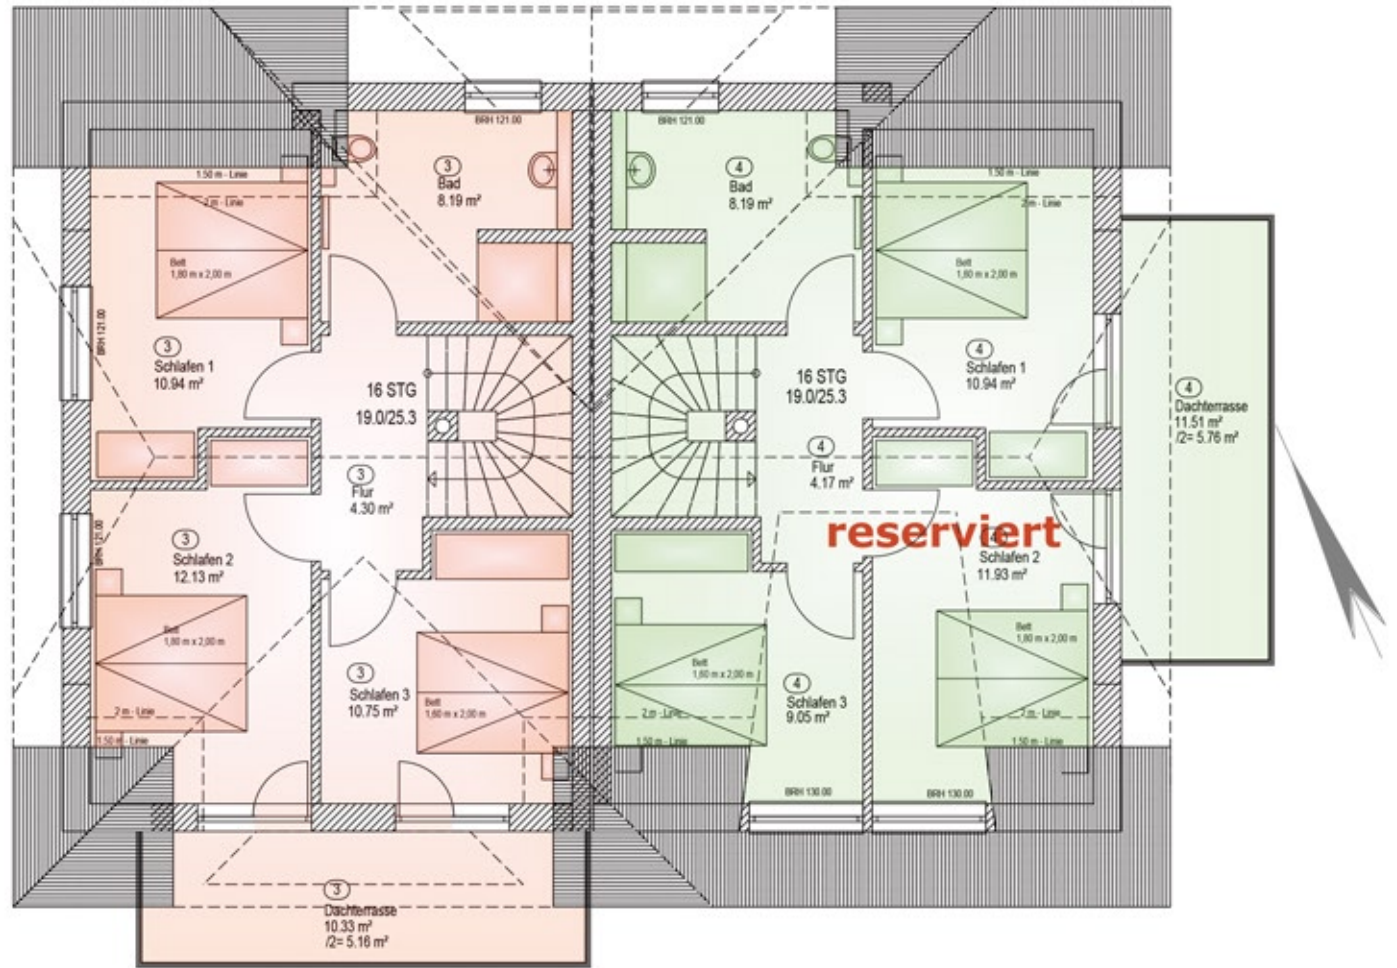 BRH 121.00
BRH 121.00
3
Bad
8.19 m²
4
Bad
8.19 m²
1.50 m - Linie
2 m - Linie
1.50 m - Linie
2 m - Linie
Bett
1,80 m x 2,00 m
Bett
1,60 m x 2,00 m
BRH 121.00
3
Schlafen 1
10.94 m²
16 STG
19.0/25.3
16 STG
19.0/25.3
4
Schlafen 1
10.94 m²
4
Dachterrasse
11.51 m²
/2= 5.76 m²
3
Flur
4.30 m²
4
Flur
4.17 m²
reserviert
BRH 121.00
3
Schlafen 2
12.13 m²
4
Schlafen 2
11.93 m²
Bett
1,80 m x 2,00 m
Bett
1,60 m x 2,00 m
Bett
1,80 m x 2,00 m
3
Schlafen 3
10.75 m²
Bett
1,60 m x 2,00 m
4
Schlafen 3
9.05 m²
2 m - Linie
1.50 m - Linie
2 m - Linie
1.50 m - Linie
2 m - Linie
1.50 m - Linie
BRH 130.00
BRH 130.00
3
Dachterrasse
10.33 m²
/2= 5.16 m²